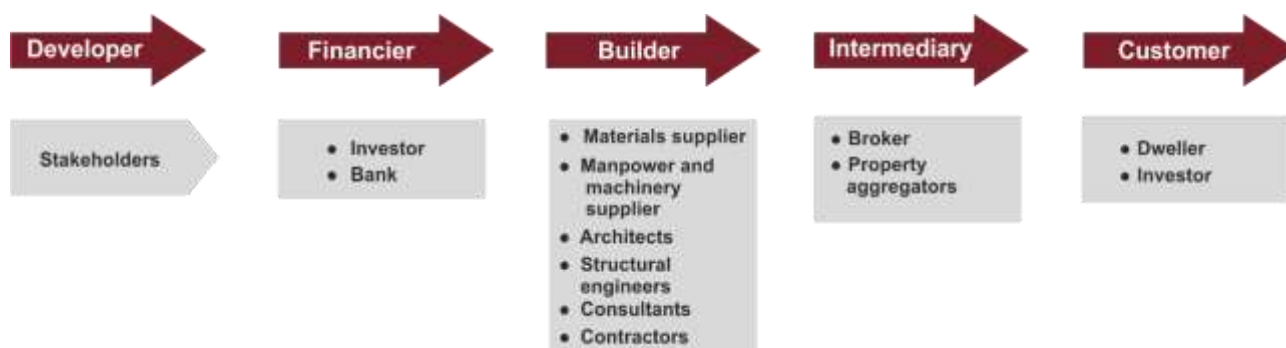 Developer
Financier
Builder
Intermediary
Customer
Stakeholders
● Investor
● Bank
● Materials supplier
● Manpower and
machinery
supplier
● Architects
● Structural
engineers
● Consultants
● Contractors
● Broker
● Property
aggregators
● Dweller
● Investor